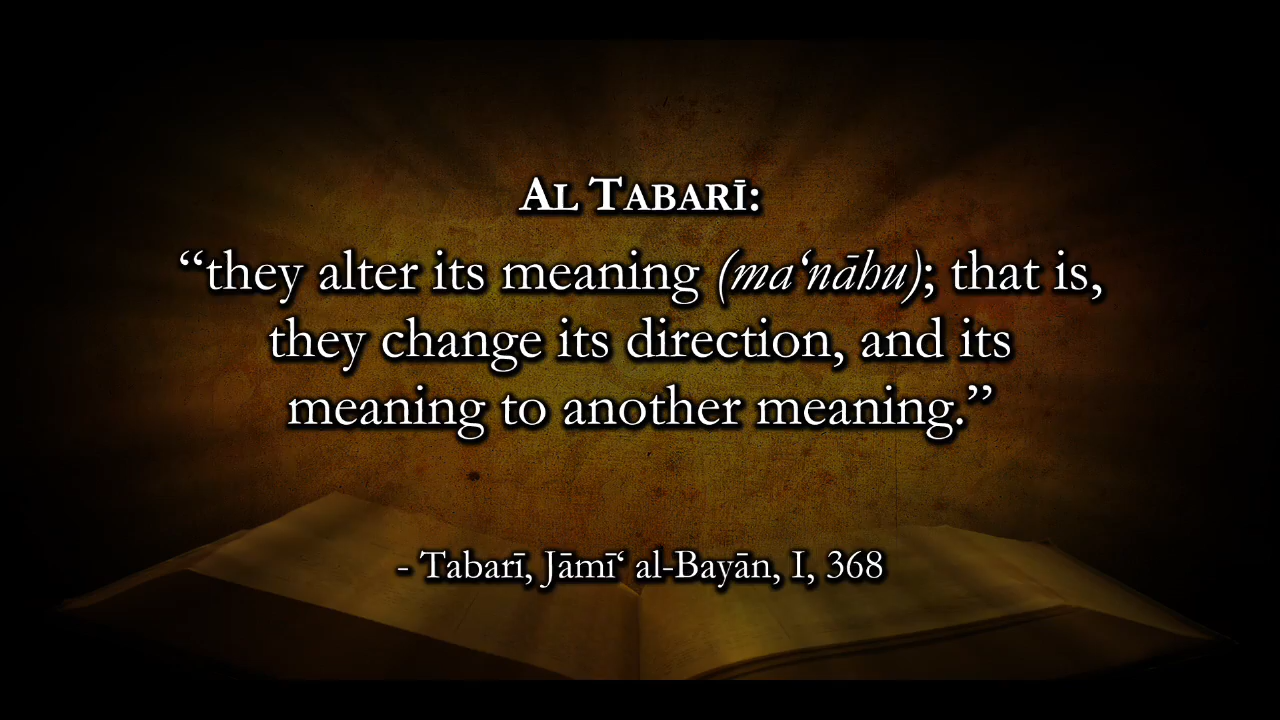 AL TABARĪ:
“they alter its meaning (ma‘nāhu); that is,
they change its direction, and its
meaning to another meaning.”
- Tabarī, Jāmī‘ al-Bayān, I, 368